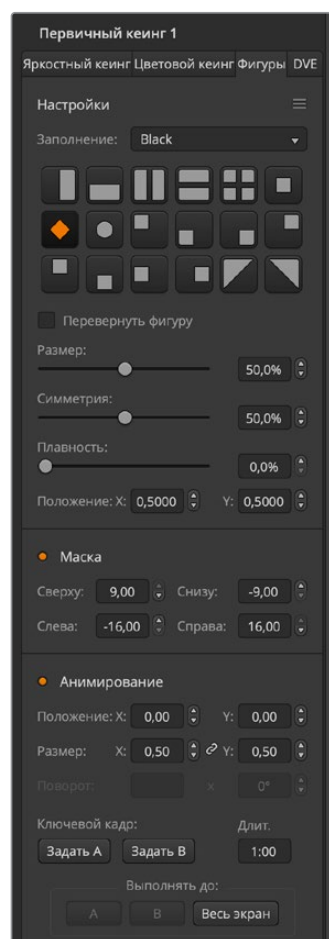 Первичный кеинг 1
Яркостный кеинг Цветовой кеинг Фигуры DVE
Настройки
Заполнение: Black
Перевернуть фигуру
Размер:
50,0%
Симметрия:
50,0%
Плавность:
0,0%
Положение: X: 0,5000 Y: 0,5000
Маска
Сверху: 9,00 Снизу: -9,00
Слева: -16,00 Справа: 16,00
Анимирование
Положение: X: 0,00 Y: 0,00
Размер: X: 0,50 Y: 0,50
Поворот: x 0°
Ключевой кадр: Длит.
Задать A Задать B 1:00
Выполнять до:
A B Весь экран